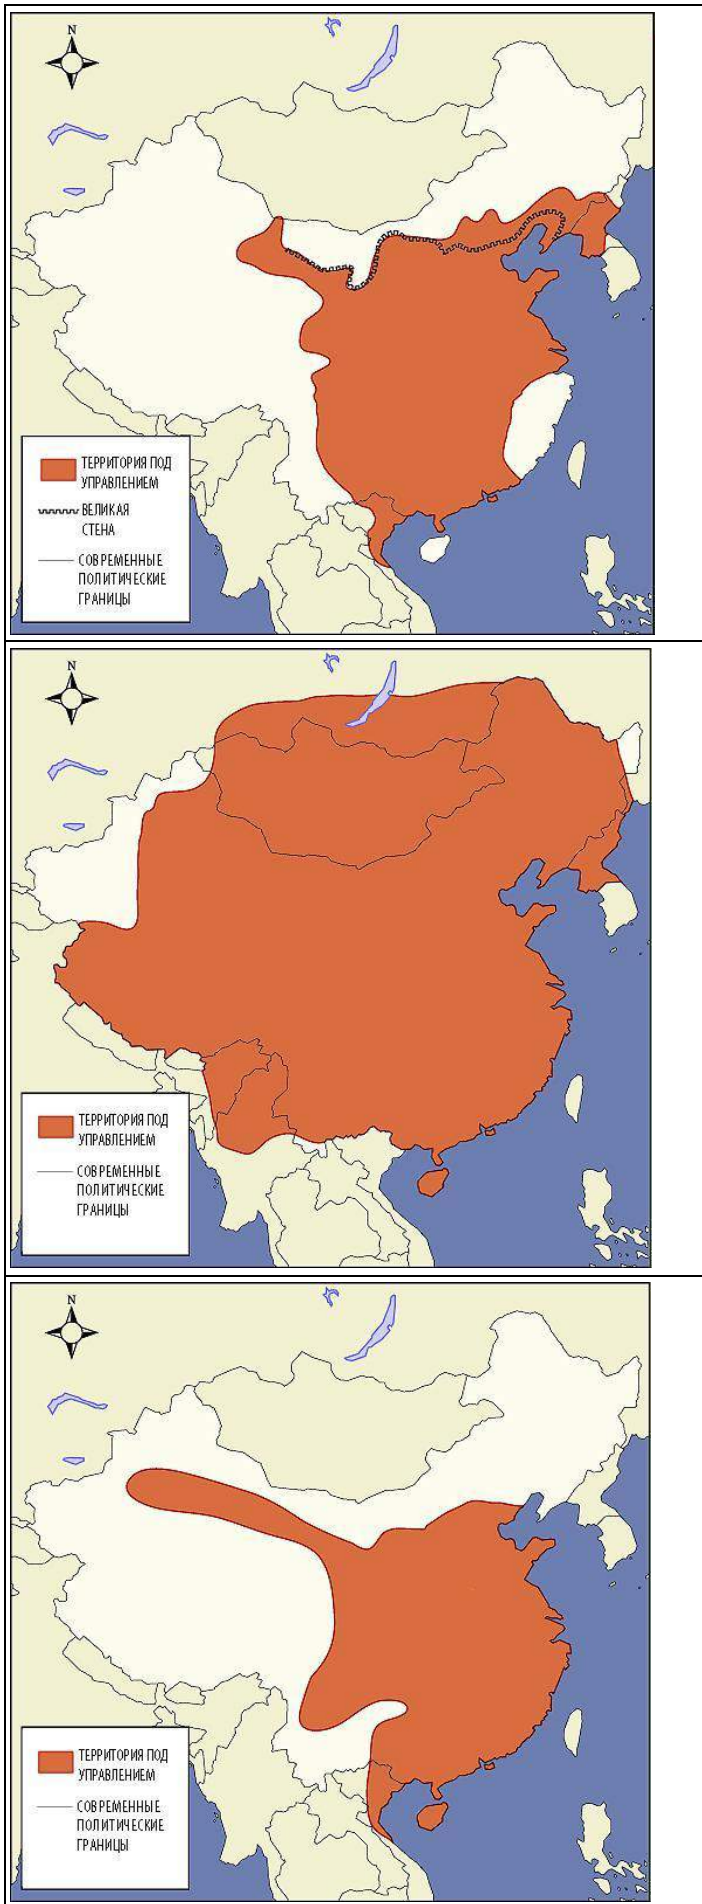 N
ТЕРРИТОРИЯ ПОД
УПРАВЛЕНИЕМ
ВЕЛИКАЯ
СТЕНА
СОВРЕМЕННЫЕ
ПОЛИТИЧЕСКИЕ
ГРАНИЦЫ
N
ТЕРРИТОРИЯ ПОД
УПРАВЛЕНИЕМ
СОВРЕМЕННЫЕ
ПОЛИТИЧЕСКИЕ
ГРАНИЦЫ
N
ТЕРРИТОРИЯ ПОД
УПРАВЛЕНИЕМ
СОВРЕМЕННЫЕ
ПОЛИТИЧЕСКИЕ
ГРАНИЦЫ